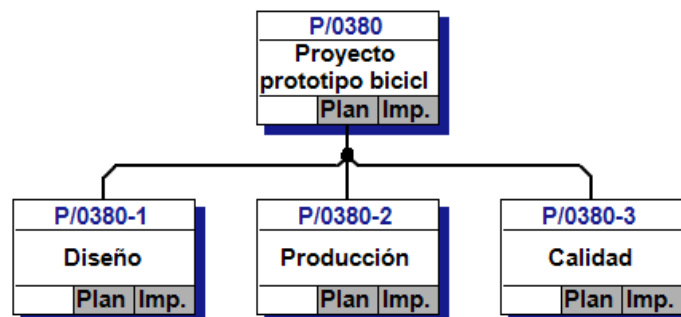 P/0380
Proyecto
prototipo bicicl
Plan Imp.
P/0380-1
Diseño
Plan Imp.
P/0380-2
Producción
Plan Imp.
P/0380-3
Calidad
Plan Imp.